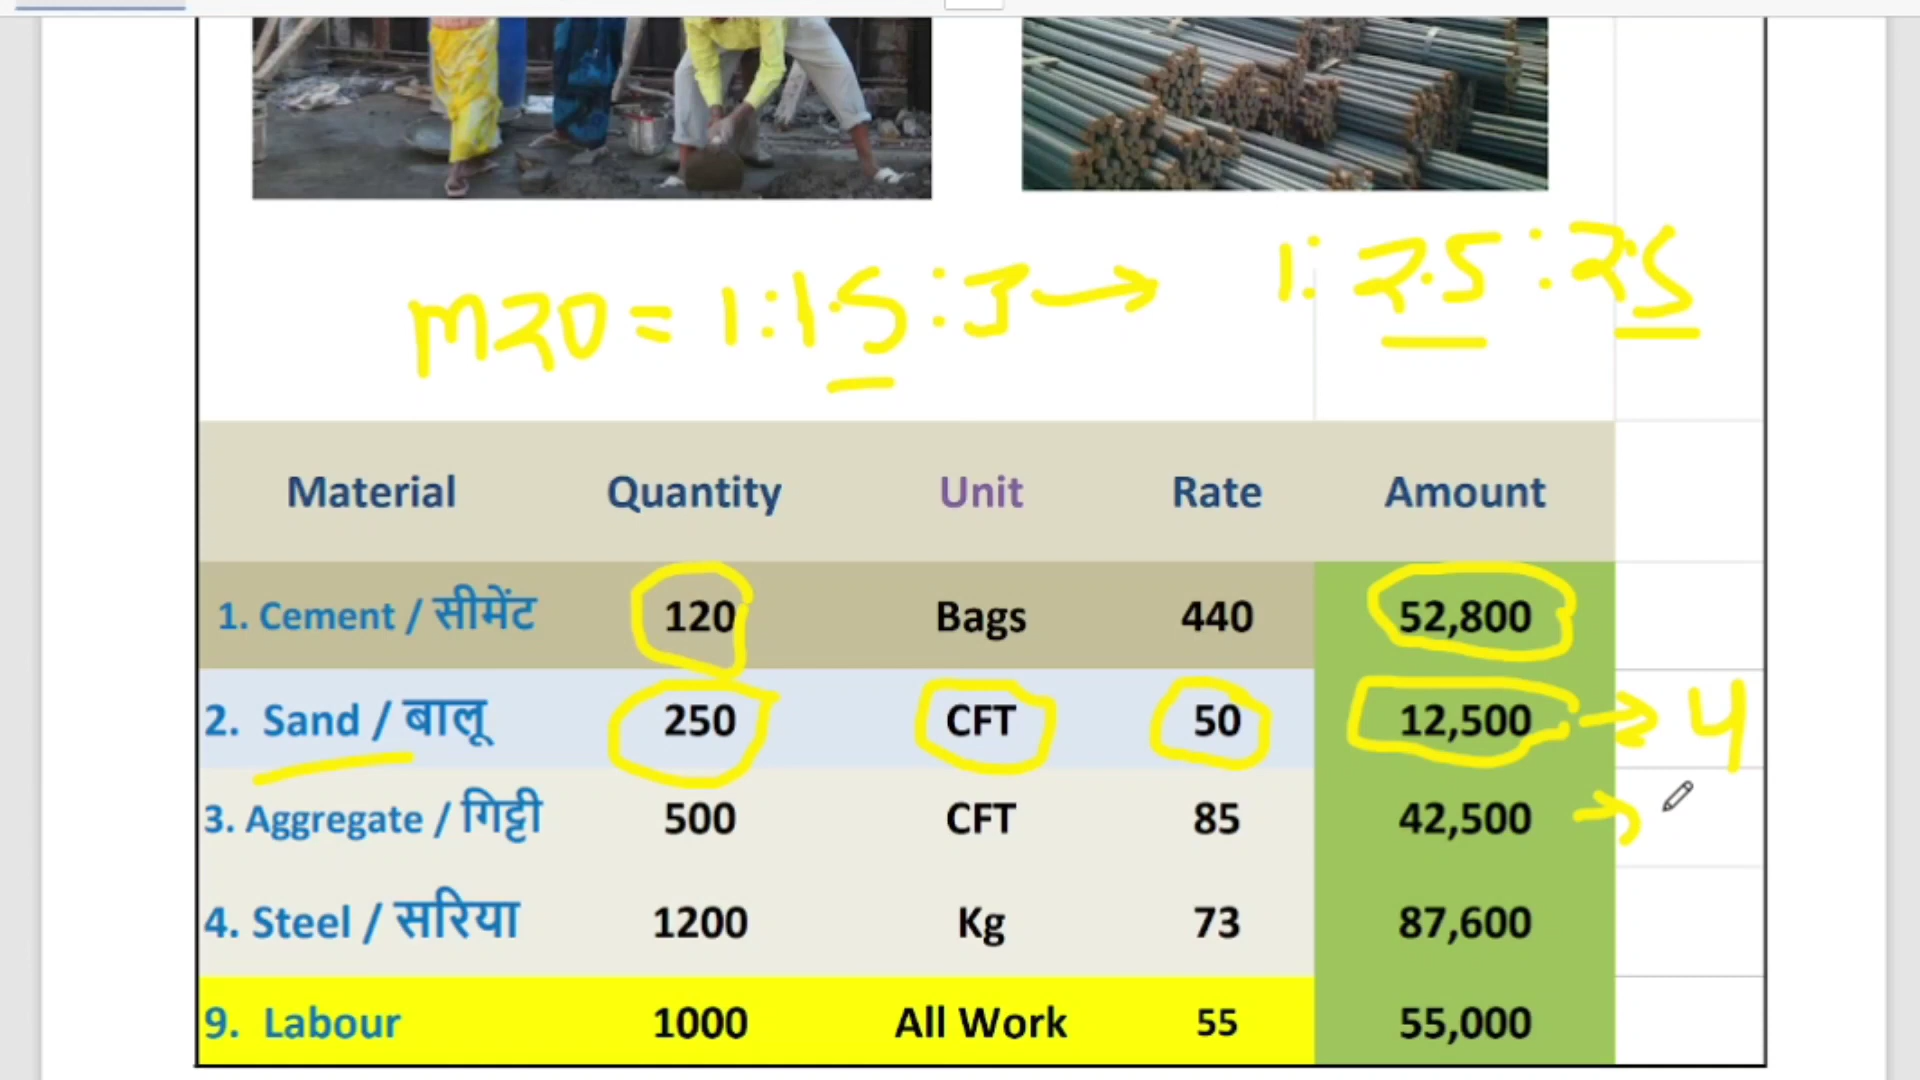 M20 = 1:1.5:3 → 1:2.5:2.5
Material Quantity Unit Rate Amount
1. Cement / सीमेंट 120 Bags 440 52,800
2. Sand / बालू 250 CFT 50 12,500 → 4
3. Aggregate / गिट्टी 500 CFT 85 42,500 →
4. Steel / सरिया 1200 Kg 73 87,600
9. Labour 1000 All Work 55 55,000